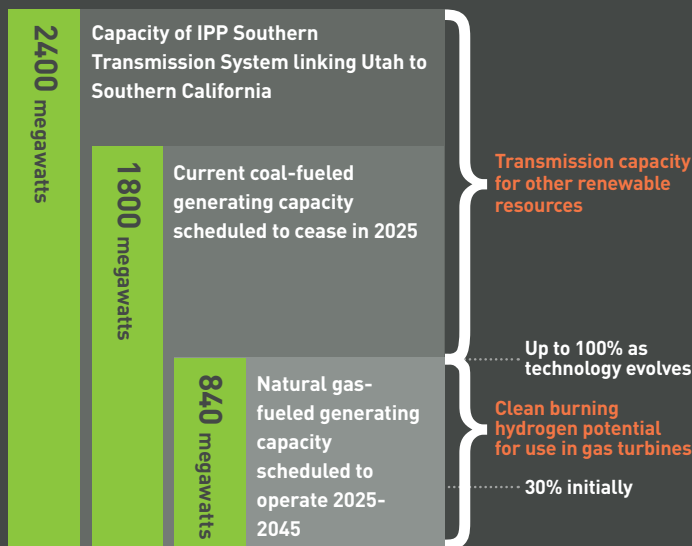 2400 megawatts
Capacity of IPP Southern
Transmission System linking Utah to
Southern California
1800 megawatts
Current coal-fueled
generating capacity
scheduled to cease in 2025
840 megawatts
Natural gas-
fueled generating
capacity
scheduled to
operate 2025-
2045
Transmission capacity
for other renewable
resources
Up to 100% as
technology evolves
Clean burning
hydrogen potential
for use in gas turbines
30% initially